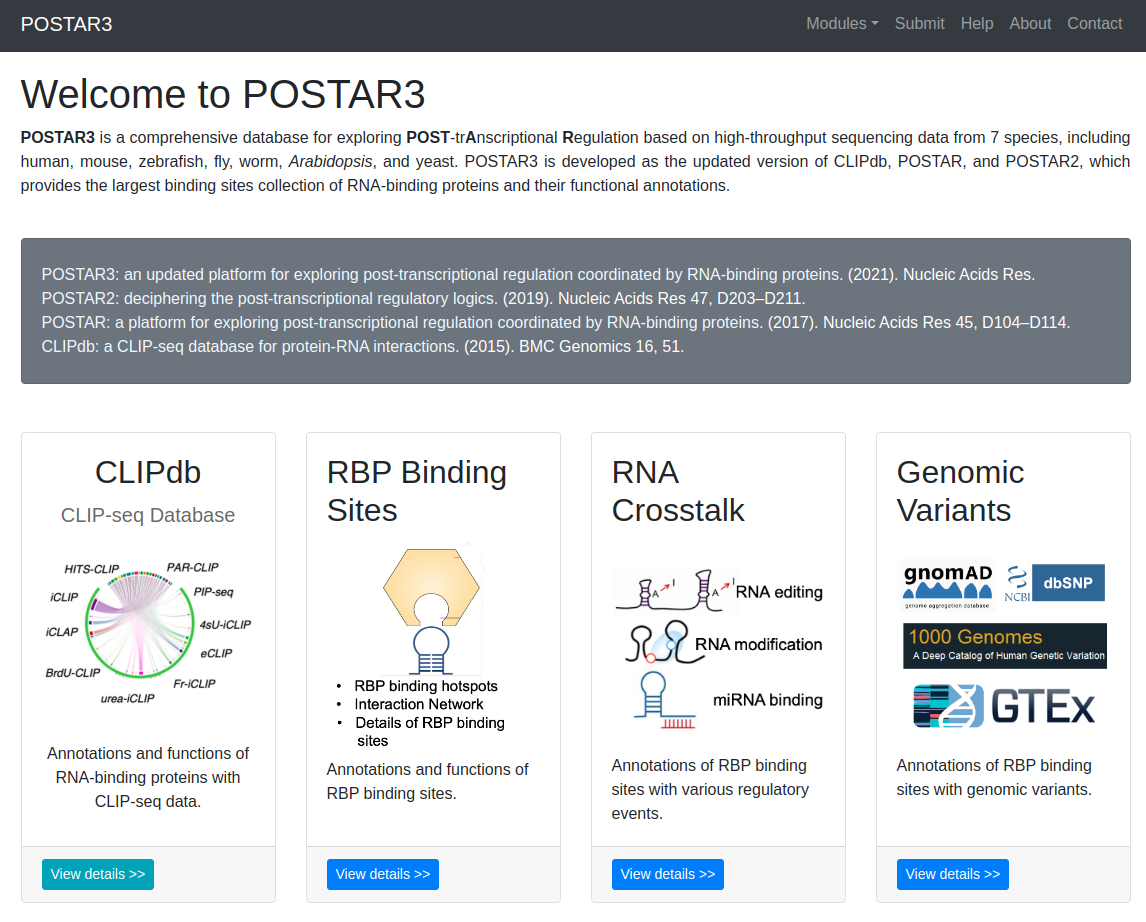 POSTAR3
Modules Submit Help About Contact
Welcome to POSTAR3
POSTAR3 is a comprehensive database for exploring POST-trAnscriptional Regulation based on high-throughput sequencing data from 7 species, including
human, mouse, zebrafish, fly, worm, Arabidopsis, and yeast. POSTAR3 is developed as the updated version of CLIPdb, POSTAR, and POSTAR2, which
provides the largest binding sites collection of RNA-binding proteins and their functional annotations.
POSTAR3: an updated platform for exploring post-transcriptional regulation coordinated by RNA-binding proteins. (2021). Nucleic Acids Res.
POSTAR2: deciphering the post-transcriptional regulatory logics. (2019). Nucleic Acids Res 47, D203–D211.
POSTAR: a platform for exploring post-transcriptional regulation coordinated by RNA-binding proteins. (2017). Nucleic Acids Res 45, D104–D114.
CLIPdb: a CLIP-seq database for protein-RNA interactions. (2015). BMC Genomics 16, 51.
CLIPdb
CLIP-seq Database
HITS-CLIP
PAR-CLIP
iCLIP
PIP-seq
iCLAP
4sU-iCLIP
eCLIP
BrdU-CLIP
Fr-iCLIP
urea-iCLIP
Annotations and functions of
RNA-binding proteins with
CLIP-seq data.
View details >>
RBP Binding
Sites
• RBP binding hotspots
• Interaction Network
• Details of RBP binding
sites
Annotations and functions of
RBP binding sites.
View details >>
RNA
Crosstalk
A I A I RNA editing
RNA modification
miRNA binding
Annotations of RBP binding
sites with various regulatory
events.
View details >>
Genomic
Variants
gnomAD
genome aggregation database
NCBI
dbSNP
1000 Genomes
A Deep Catalog of Human Genetic Variation
GTEx
Annotations of RBP binding
sites with genomic variants.
View details >>